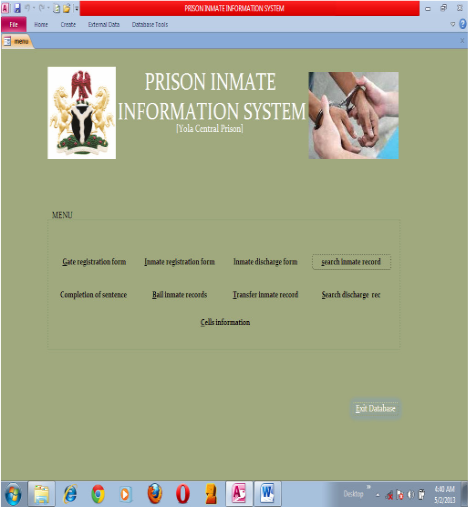 PRISON INMATE INFORMATION SYSTEM
File Home Create External Data Database Tools
menu
PRISON INMATE
INFORMATION SYSTEM
[Yola Central Prison]
MENU
Gate registration form Inmate registration form Inmate discharge form search inmate record
Completion of sentence Bail inmate records Transfer inmate record Search discharge rec
Cells information
Exit Database
Desktop
4:40 AM
5/2/2013